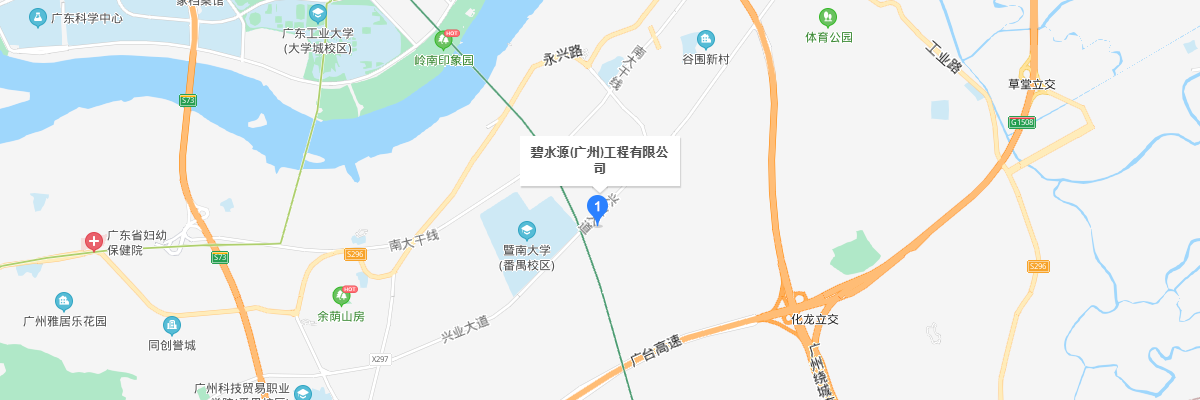 家档案馆
广东科学中心
广东工业大学
(大学城校区)
HOT
岭南印象园
永兴路
南大干线
谷围新村
体育公园
工业路
草堂立交
S73
G1508
碧水源(广州)工程有限公
司
1
兴业大道
广东省妇幼
保健院
南大干线
S296
S73
暨南大学
(番禺校区)
S296
HOT
余荫山房
广州雅居乐花园
同创誉城
兴业大道
X297
广台高速
化龙立交
广州绕城
广州科技贸易职业